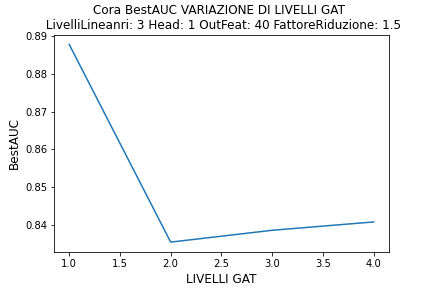 Cora BestAUC VARIAZIONE DI LIVELLI GAT
LivelliLineanri: 3 Head: 1 OutFeat: 40 FattoreRiduzione: 1.5
0.89
0.88
0.87
0.86
0.85
0.84
BestAUC
1.0 1.5 2.0 2.5 3.0 3.5 4.0
LIVELLI GAT